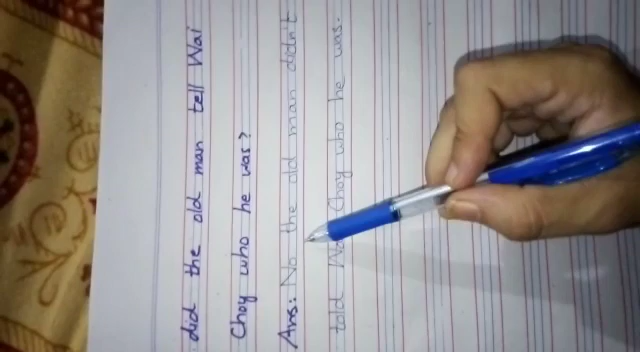 did the old man tell Wai
Choy who he was?
Ans: No the old man didn't
told Wai Choy who he was.